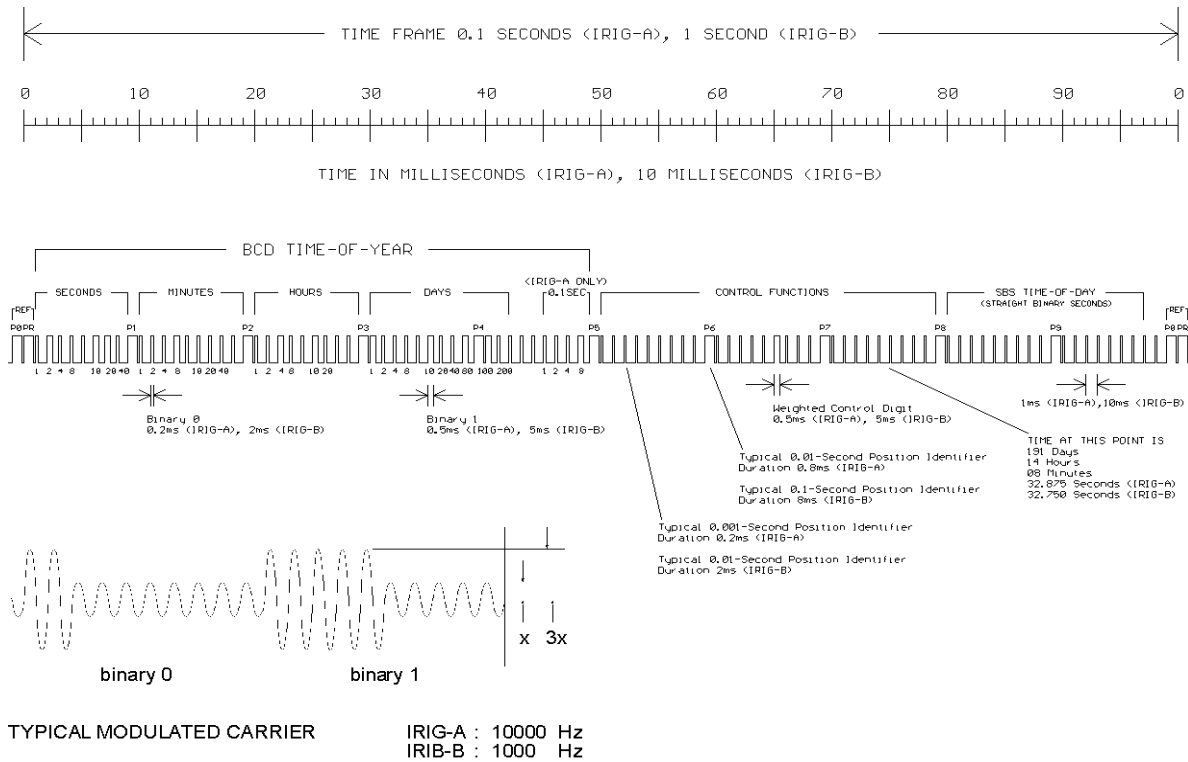 TIME FRAME 0.1 SECONDS (IRIG-A), 1 SECOND (IRIG-B)
0 10 20 30 40 50 60 70 80 90 0
TIME IN MILLISECONDS (IRIG-A), 10 MILLISECONDS (IRIG-B)
BCD TIME-OF-YEAR
(IRIG-A ONLY)
SECONDS MINUTES HOURS DAYS 0.1SEC CONTROL FUNCTIONS SBS TIME-OF-DAY
(STRAIGHT BINARY SECONDS)
REF REF
P0 PR P1 P2 P3 P4 P5 P6 P7 P8 P9 P0 PR
1 2 4 8 10 20 40 1 2 4 8 10 20 40 1 2 4 8 10 20 1 2 4 8 10 20 40 80 100 200 1 2 4 8
Binary 0
0.2ms (IRIG-A), 2ms (IRIG-B)
Binary 1
0.5ms (IRIG-A), 5ms (IRIG-B)
Weighted Control Digit
0.5ms (IRIG-A), 5ms (IRIG-B)
1ms (IRIG-A),10ms (IRIG-B)
TIME AT THIS POINT IS
191 Days
14 Hours
08 Minutes
32.875 Seconds (IRIG-A)
32.750 Seconds (IRIG-B)
Typical 0.01-Second Position Identifier
Duration 0.8ms (IRIG-A)
Typical 0.1-Second Position Identifier
Duration 8ms (IRIG-B)
Typical 0.001-Second Position Identifier
Duration 0.2ms (IRIG-A)
Typical 0.01-Second Position Identifier
Duration 2ms (IRIG-B)
x 3x
binary 0 binary 1
TYPICAL MODULATED CARRIER IRIG-A : 10000 Hz
IRIB-B : 1000 Hz